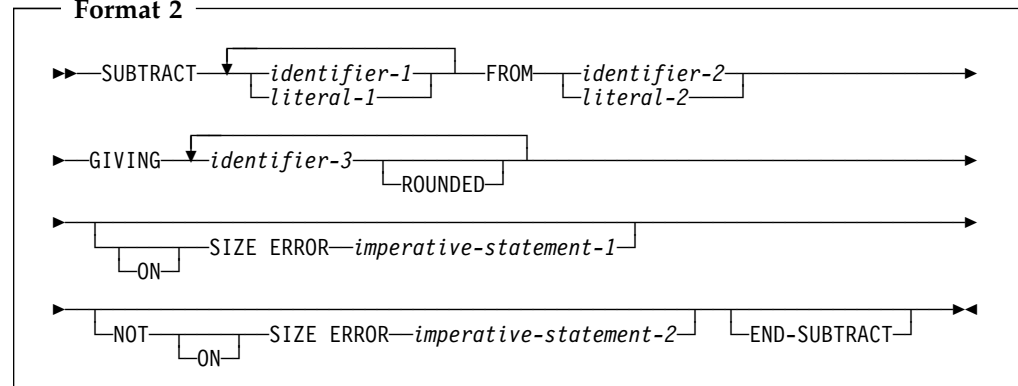 Format 2
SUBTRACT identifier-1 FROM identifier-2
literal-1 literal-2
GIVING identifier-3
ROUNDED
SIZE ERROR imperative-statement-1
ON
NOT SIZE ERROR imperative-statement-2 END-SUBTRACT
ON